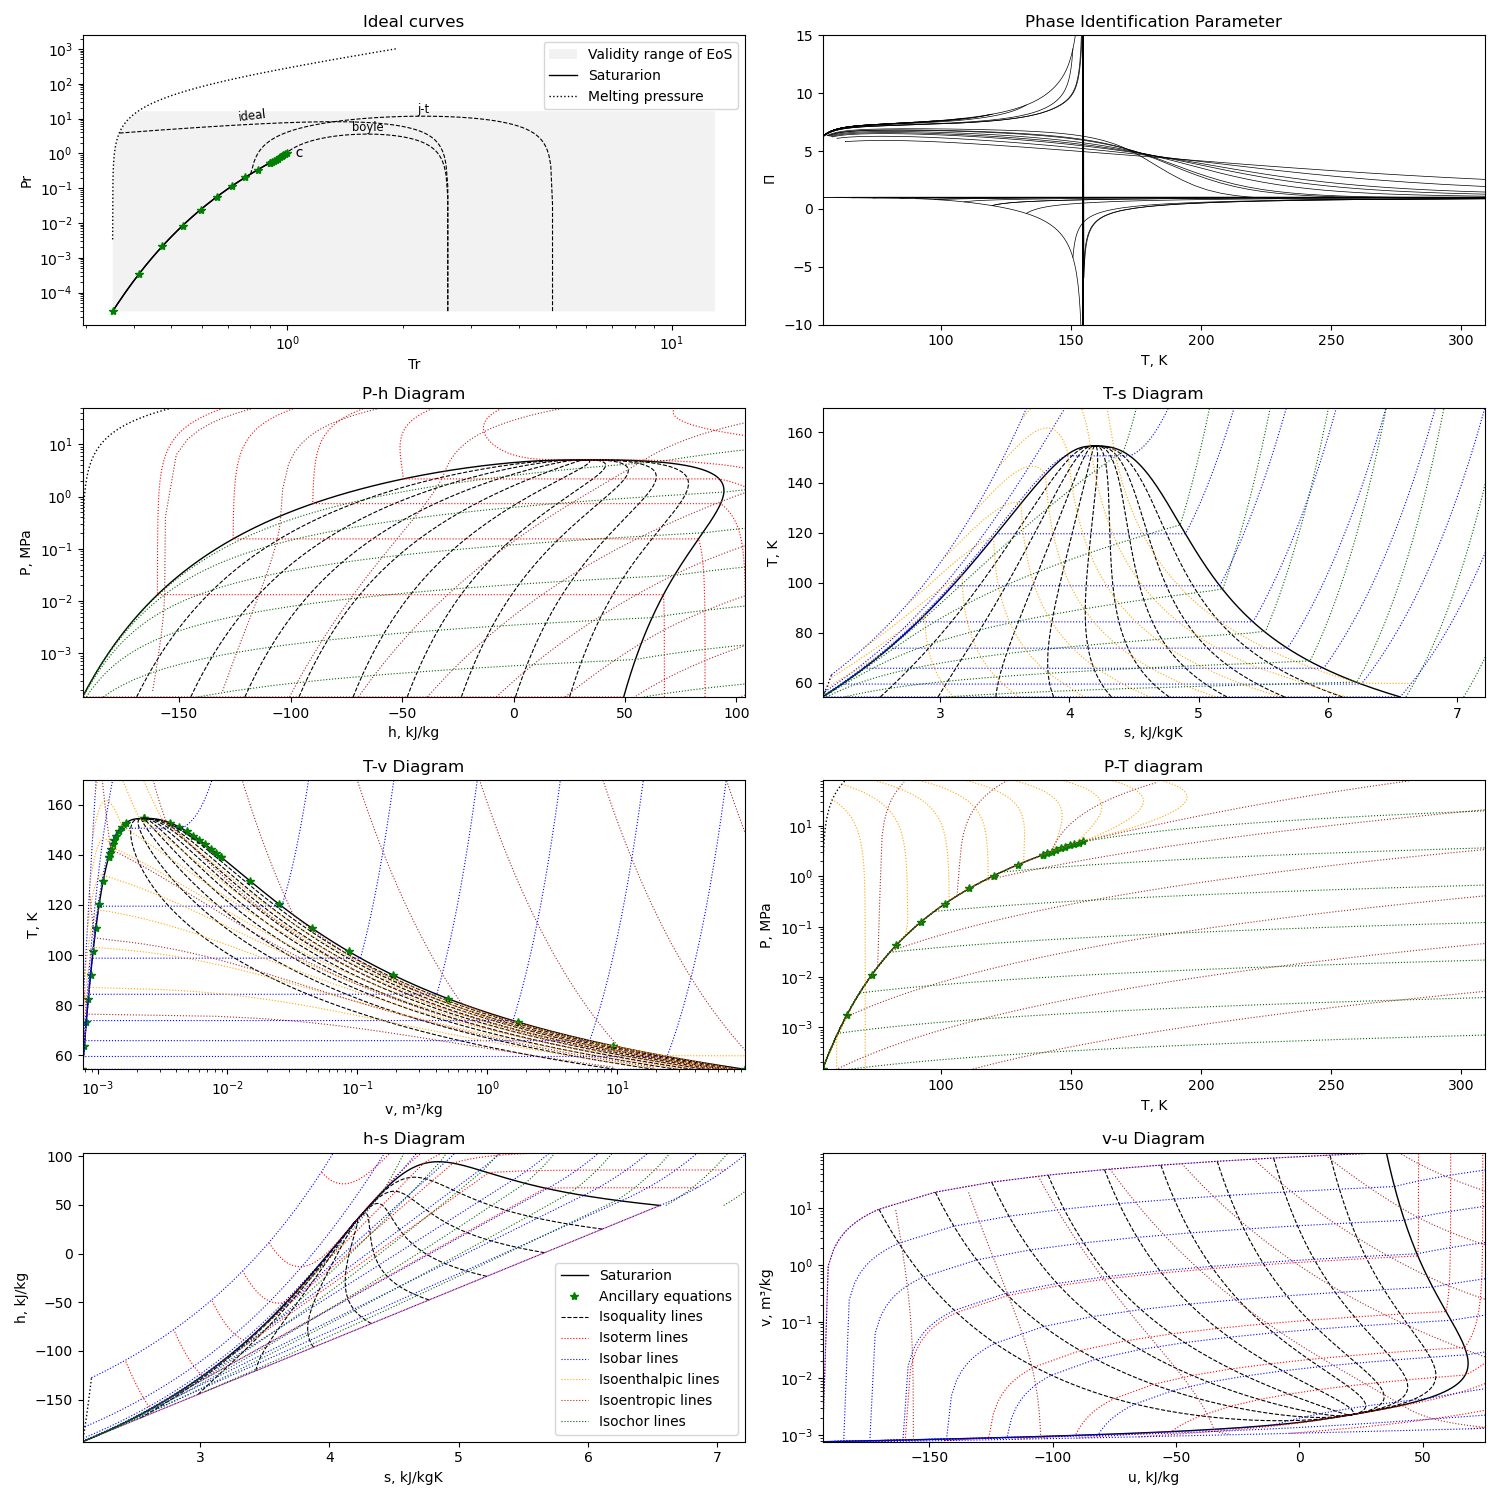 Ideal curves
Pr
10³
10²
10¹
10⁰
10⁻¹
10⁻²
10⁻³
10⁻⁴
ideal
j-t
boyle
c
Validity range of EoS
Saturarion
Melting pressure
10⁰
10¹
Tr
Phase Identification Parameter
Π
15
10
5
0
−5
−10
100
150
200
250
300
T, K
P-h Diagram
P, MPa
10¹
10⁰
10⁻¹
10⁻²
10⁻³
−150
−100
−50
0
50
100
h, kJ/kg
T-s Diagram
T, K
160
140
120
100
80
60
3
4
5
6
7
s, kJ/kgK
T-v Diagram
T, K
160
140
120
100
80
60
10⁻³
10⁻²
10⁻¹
10⁰
10¹
v, m³/kg
P-T diagram
P, MPa
10¹
10⁰
10⁻¹
10⁻²
10⁻³
100
150
200
250
300
T, K
h-s Diagram
h, kJ/kg
100
50
0
−50
−100
−150
Saturarion
Ancillary equations
Isoquality lines
Isoterm lines
Isobar lines
Isoenthalpic lines
Isoentropic lines
Isochor lines
3
4
5
6
7
s, kJ/kgK
v-u Diagram
v, m³/kg
10¹
10⁰
10⁻¹
10⁻²
10⁻³
−150
−100
−50
0
50
u, kJ/kg